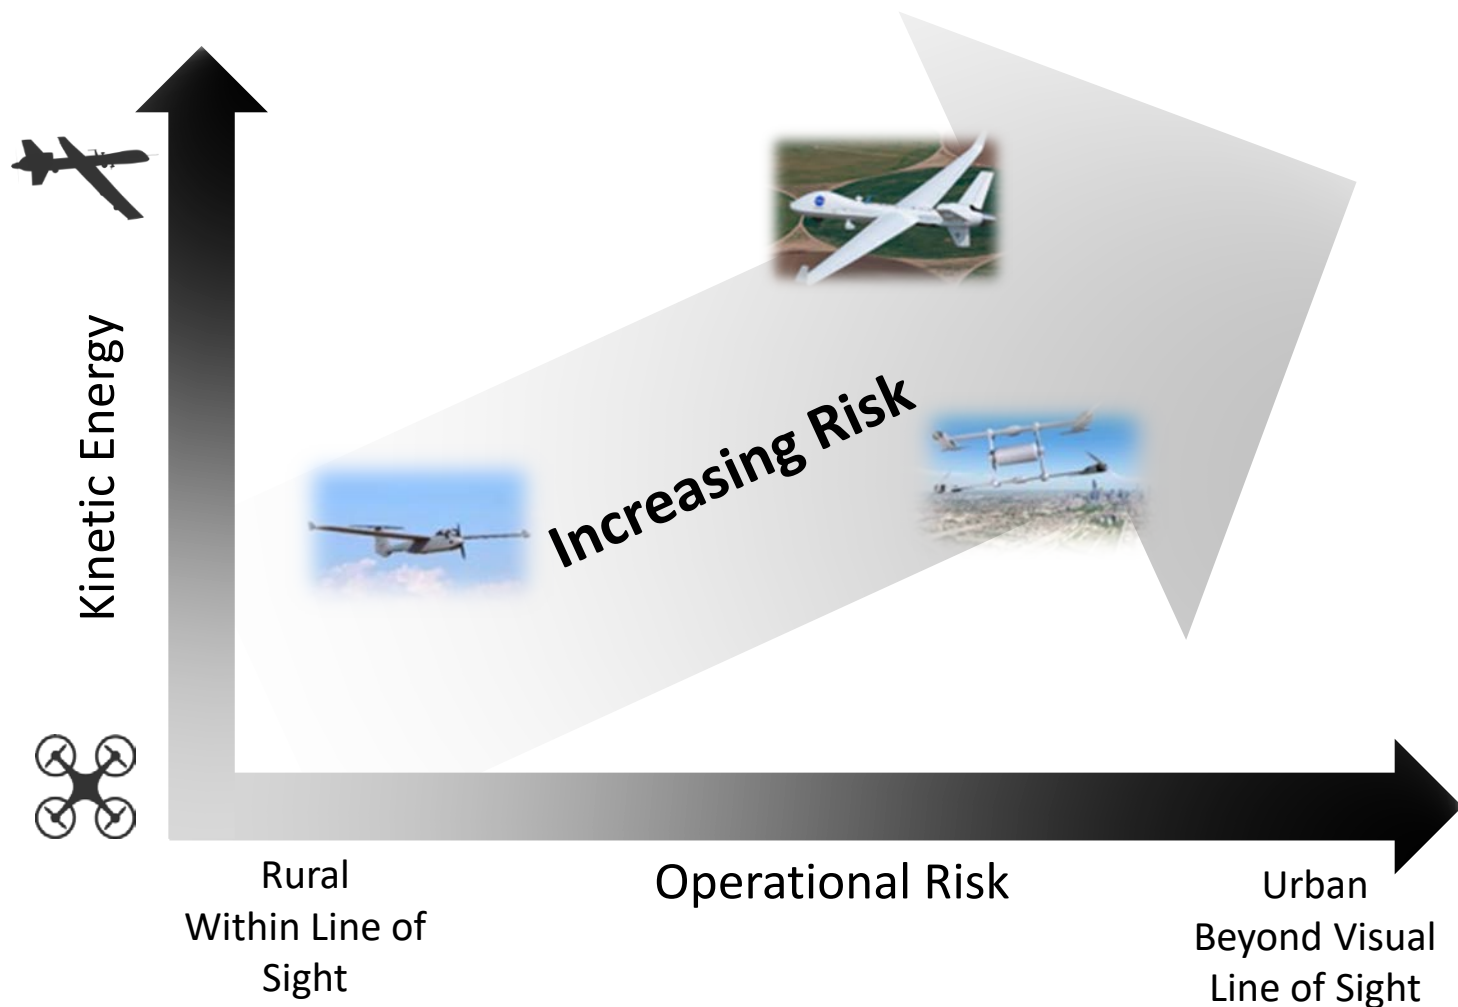 Kinetic Energy
Increasing Risk
Rural
Within Line of
Sight
Operational Risk
Urban
Beyond Visual
Line of Sight